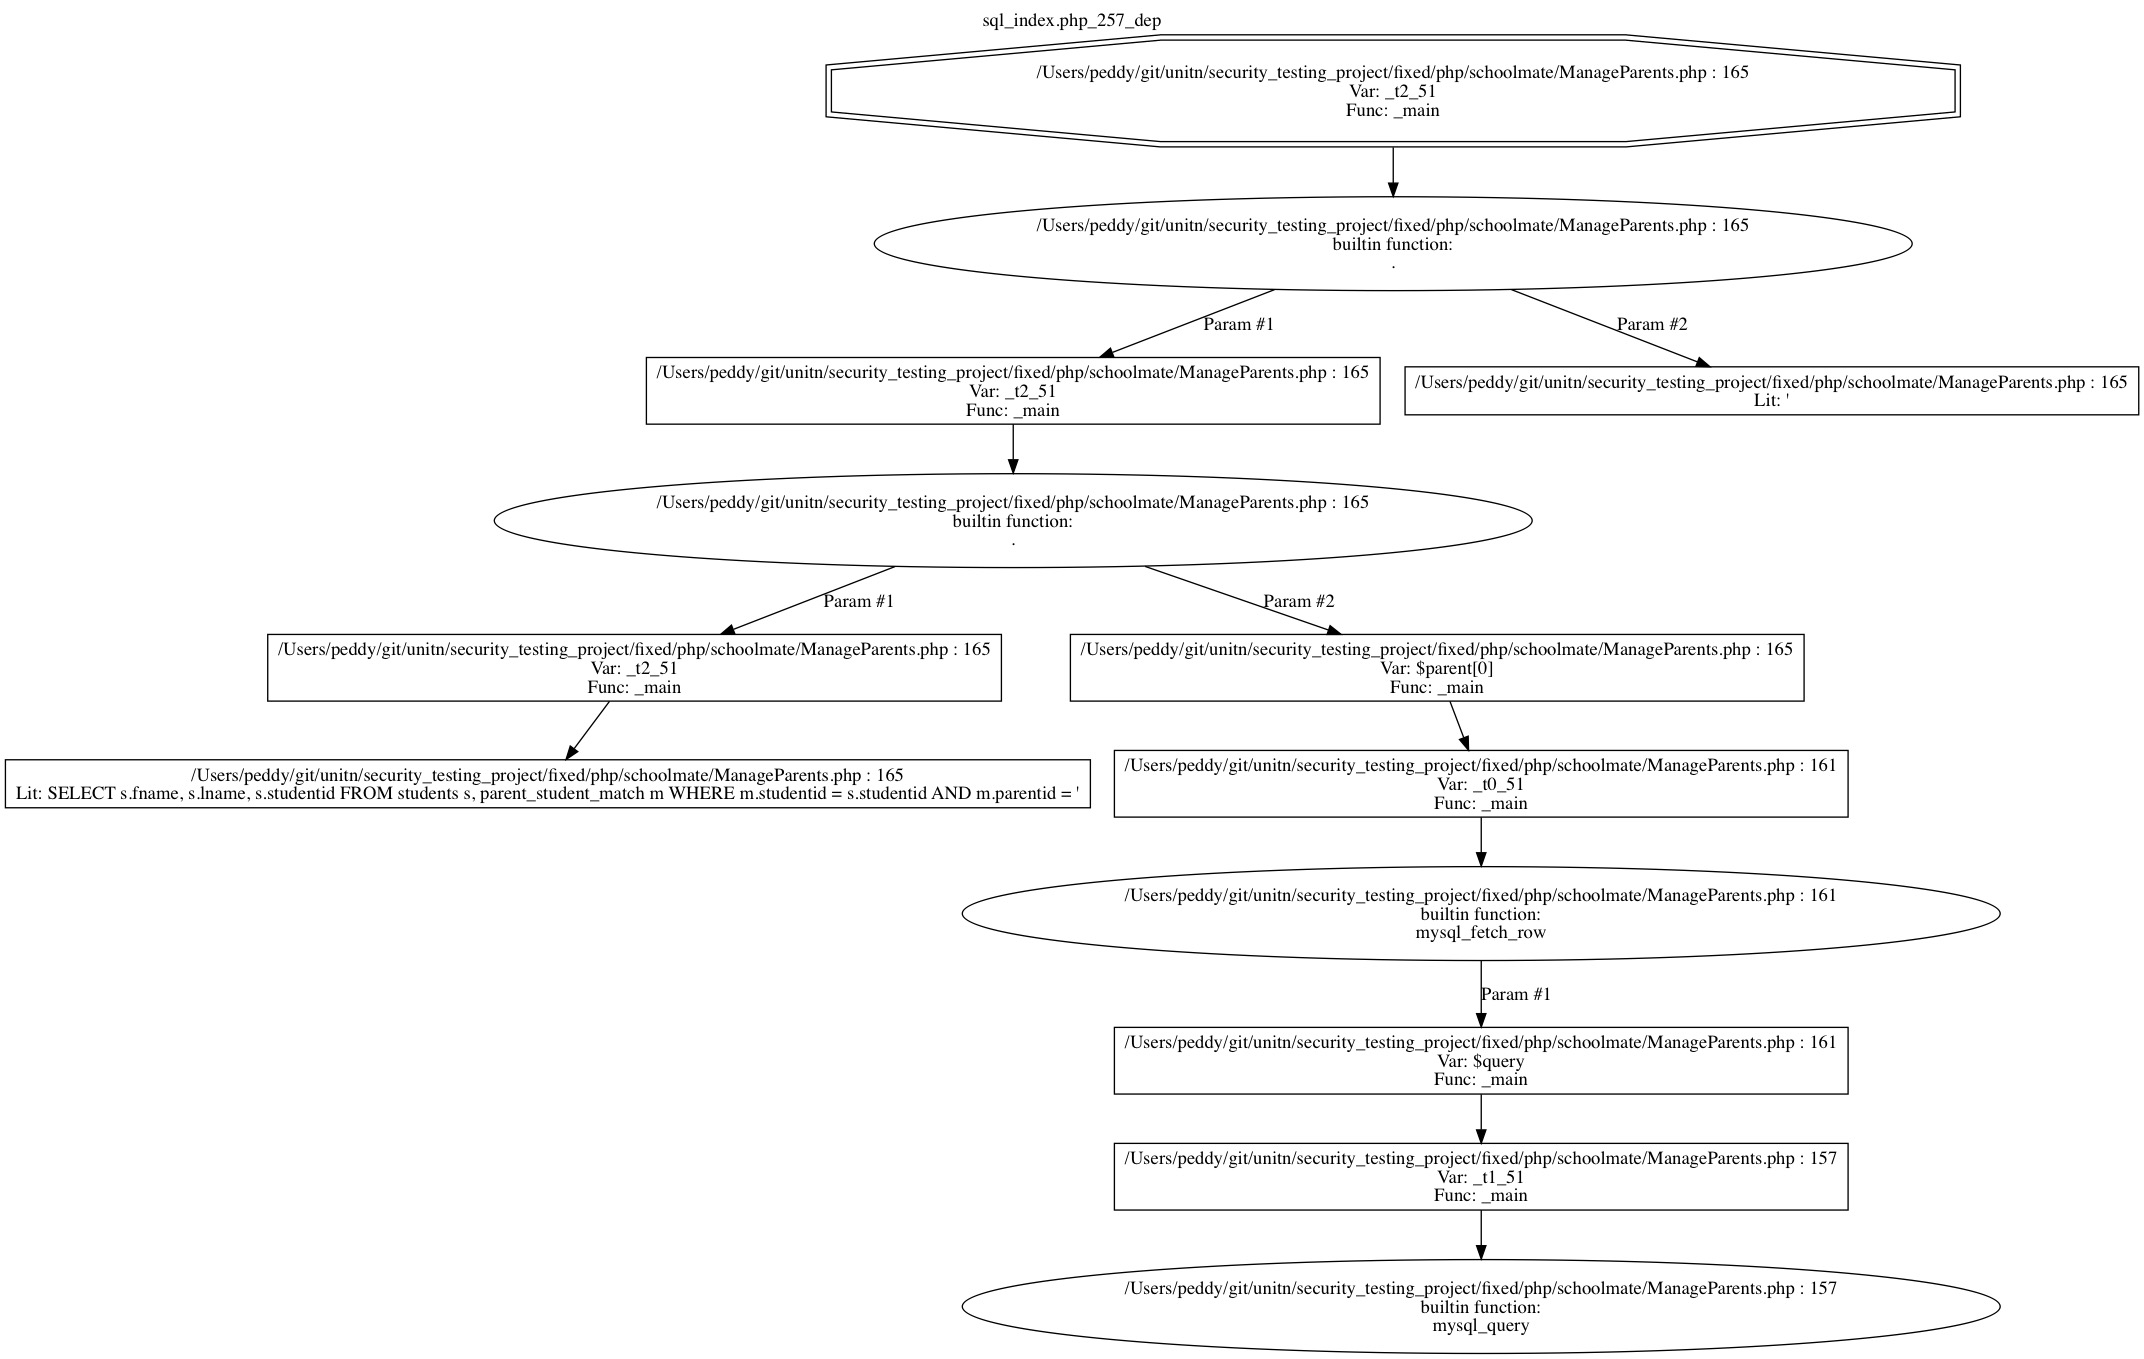 sql_index.php_257_dep
/Users/peddy/git/unitn/security_testing_project/fixed/php/schoolmate/ManageParents.php : 165
Var: _t2_51
Func: _main
/Users/peddy/git/unitn/security_testing_project/fixed/php/schoolmate/ManageParents.php : 165
builtin function:
.
Param #1
Param #2
/Users/peddy/git/unitn/security_testing_project/fixed/php/schoolmate/ManageParents.php : 165
Var: _t2_51
Func: _main
/Users/peddy/git/unitn/security_testing_project/fixed/php/schoolmate/ManageParents.php : 165
Lit: '
/Users/peddy/git/unitn/security_testing_project/fixed/php/schoolmate/ManageParents.php : 165
builtin function:
.
Param #1
Param #2
/Users/peddy/git/unitn/security_testing_project/fixed/php/schoolmate/ManageParents.php : 165
Var: _t2_51
Func: _main
/Users/peddy/git/unitn/security_testing_project/fixed/php/schoolmate/ManageParents.php : 165
Var: $parent[0]
Func: _main
/Users/peddy/git/unitn/security_testing_project/fixed/php/schoolmate/ManageParents.php : 165
Lit: SELECT s.fname, s.lname, s.studentid FROM students s, parent_student_match m WHERE m.studentid = s.studentid AND m.parentid = '
/Users/peddy/git/unitn/security_testing_project/fixed/php/schoolmate/ManageParents.php : 161
Var: _t0_51
Func: _main
/Users/peddy/git/unitn/security_testing_project/fixed/php/schoolmate/ManageParents.php : 161
builtin function:
mysql_fetch_row
Param #1
/Users/peddy/git/unitn/security_testing_project/fixed/php/schoolmate/ManageParents.php : 161
Var: $query
Func: _main
/Users/peddy/git/unitn/security_testing_project/fixed/php/schoolmate/ManageParents.php : 157
Var: _t1_51
Func: _main
/Users/peddy/git/unitn/security_testing_project/fixed/php/schoolmate/ManageParents.php : 157
builtin function:
mysql_query